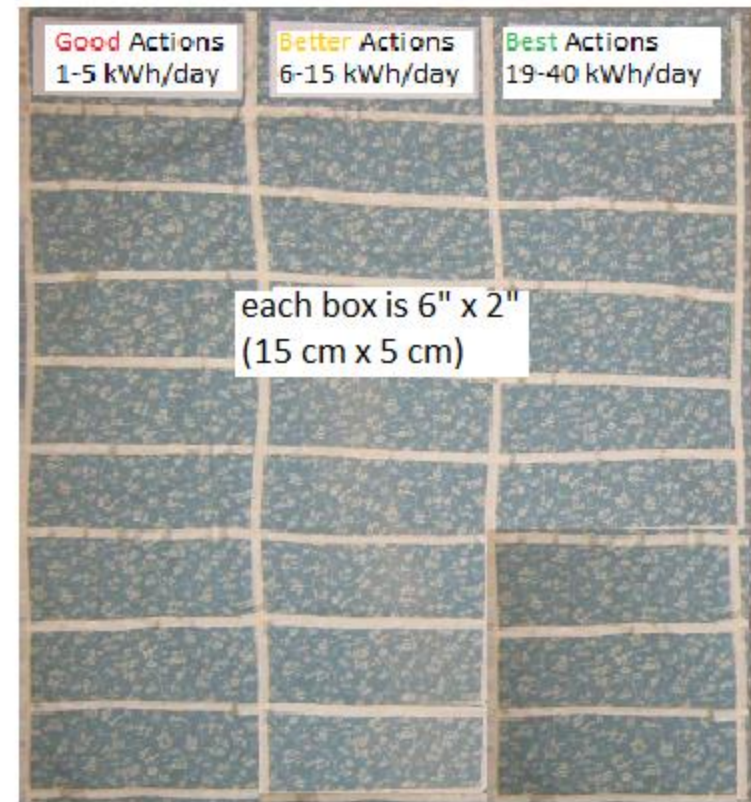 Good Actions
1-5 kWh/day
Better Actions
6-15 kWh/day
Best Actions
19-40 kWh/day
each box is 6" x 2"
(15 cm x 5 cm)